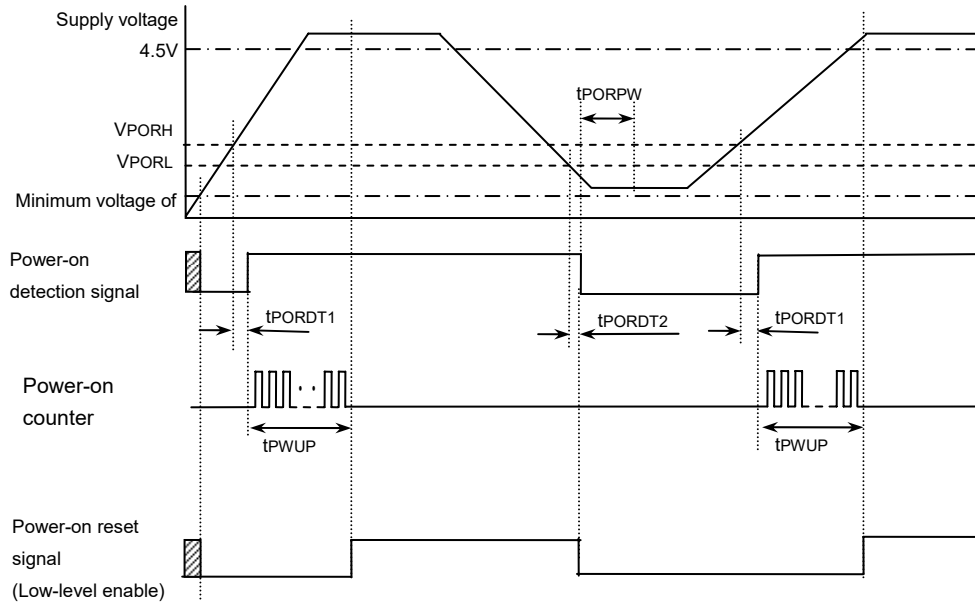 Supply voltage
4.5V
tPORPW
VPORH
VPORL
Minimum voltage of
Power-on
detection signal
tPORDT1
tPORDT2
tPORDT1
Power-on
counter
tPWUP
tPWUP
Power-on reset
signal
(Low-level enable)